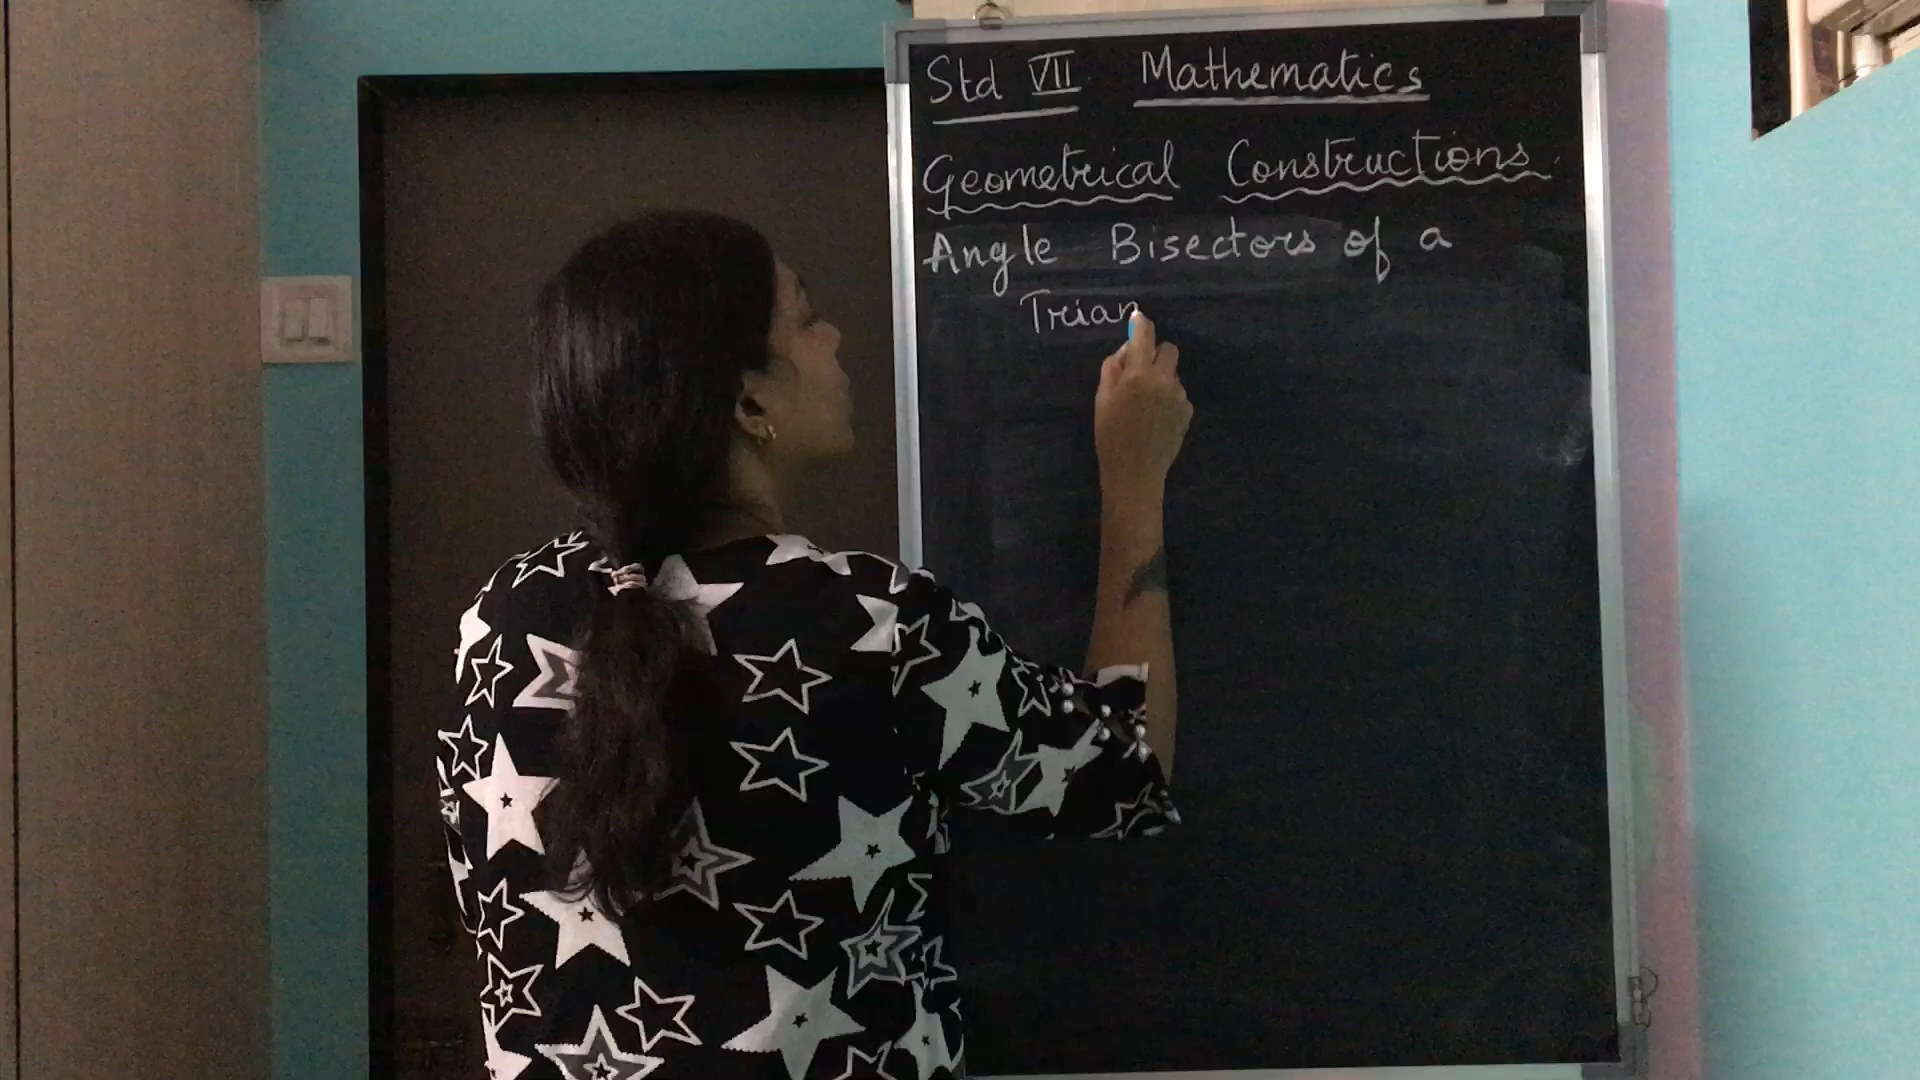 Std VII Mathematics
Geometrical Constructions.
Angle Bisectors of a
Trian